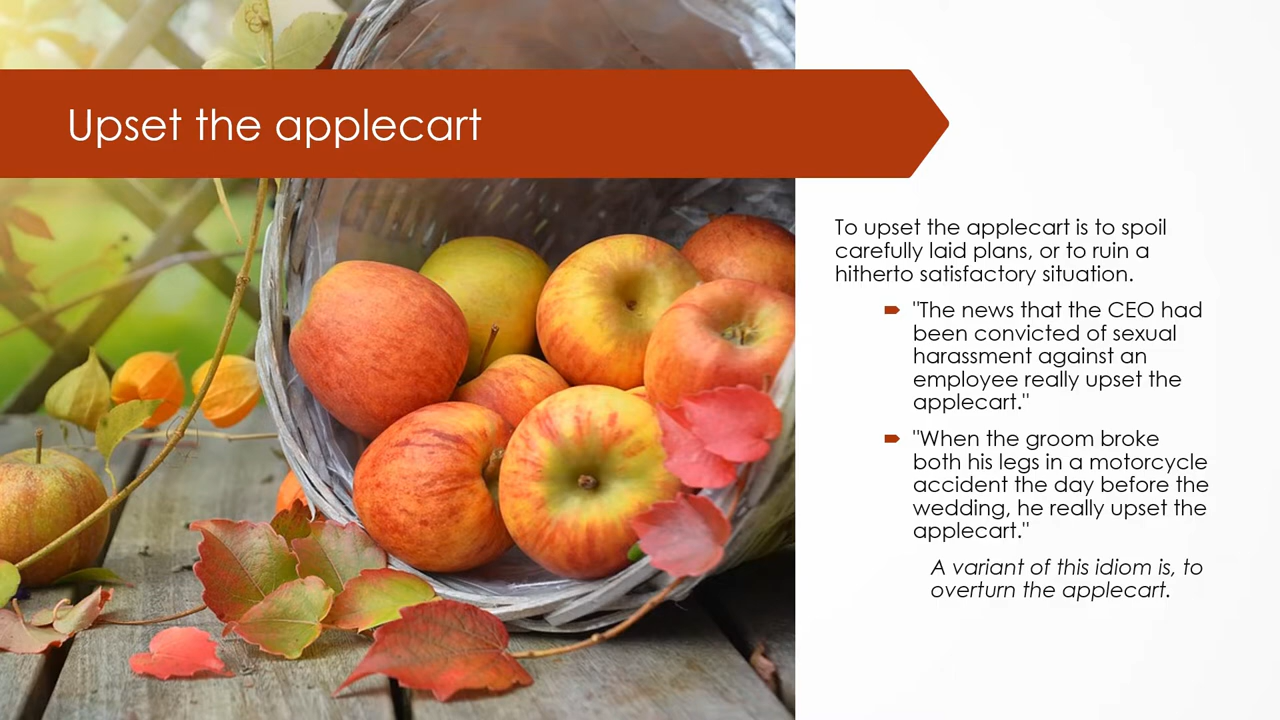 Upset the applecart
To upset the applecart is to spoil
carefully laid plans, or to ruin a
hitherto satisfactory situation.
"The news that the CEO had
been convicted of sexual
harassment against an
employee really upset the
applecart."
"When the groom broke
both his legs in a motorcycle
accident the day before the
wedding, he really upset the
applecart."
A variant of this idiom is, to
overturn the applecart.